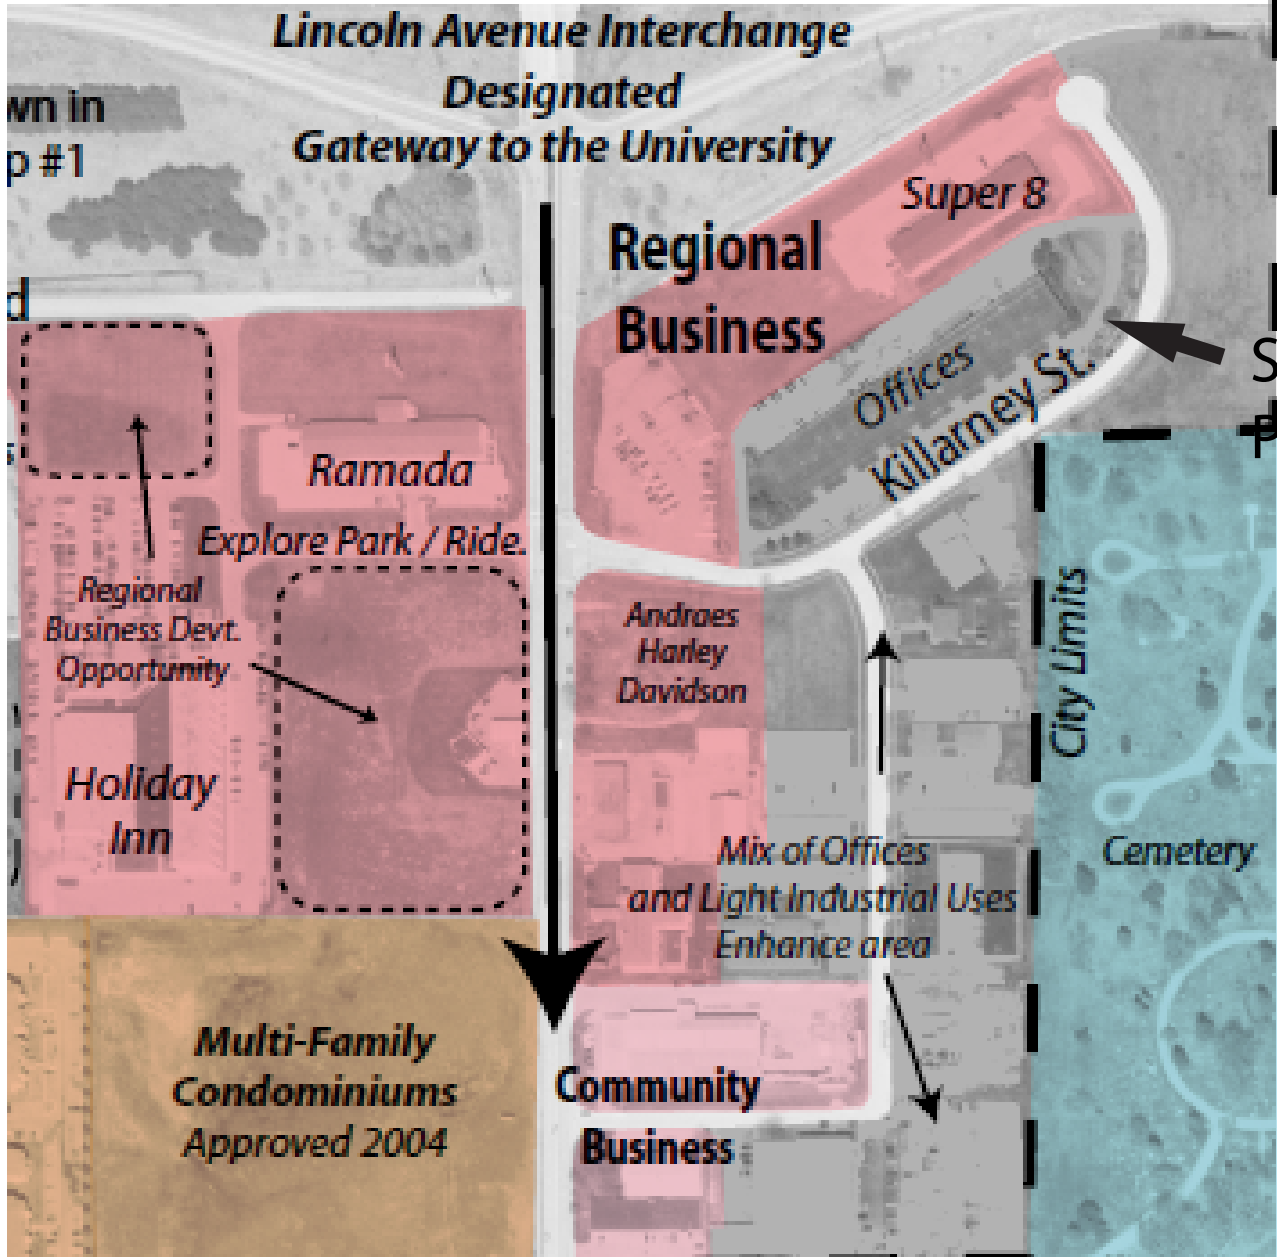 Lincoln Avenue Interchange
Designated
Gateway to the University
wn in
p #1
d
Super 8
Regional
Business
Offices
Killarney St.
S
P
Ramada
Explore Park / Ride.
Regional
Business Devt.
Opportunity
Andraes
Harley
Davidson
City Limits
Holiday
Inn
Mix of Offices
and Light Industrial Uses
Enhance area
Cemetery
Multi-Family
Condominiums
Approved 2004
Community
Business